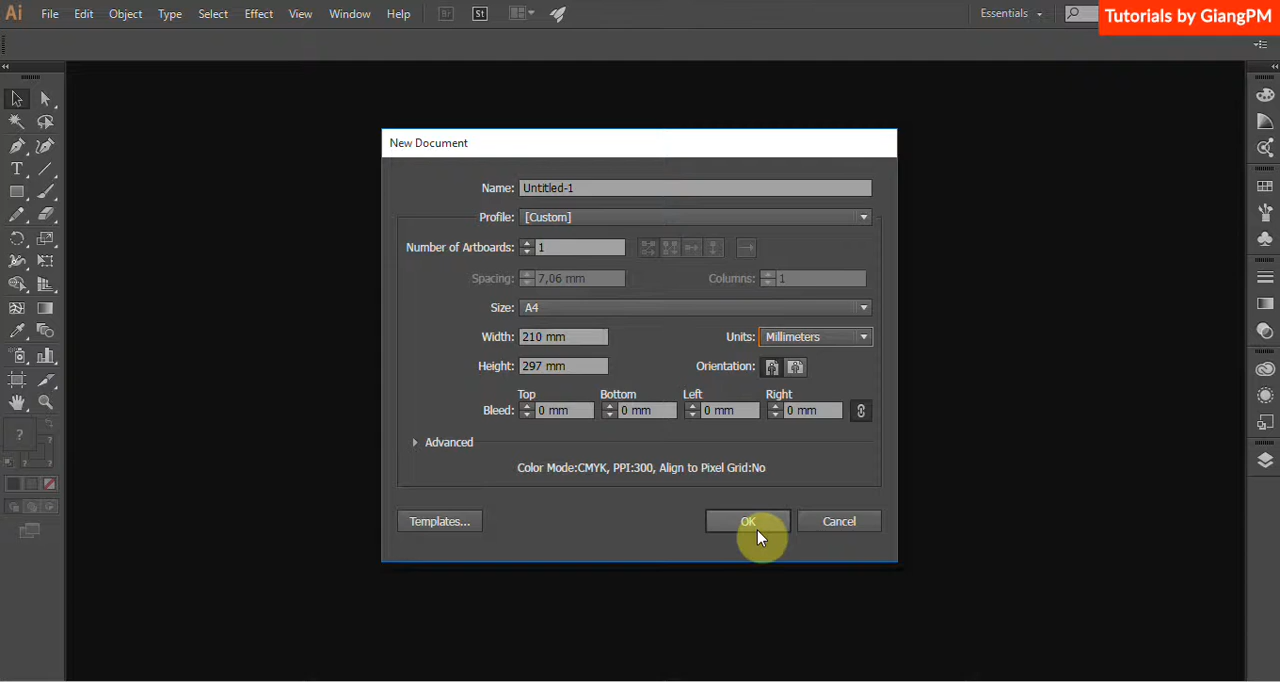 Ai File Edit Object Type Select Effect View Window Help Br St Essentials
Tutorials by GiangPM
New Document
Name: Untitled-1
Profile: [Custom]
Number of Artboards: 1
Spacing: 7,06 mm Columns: 1
Size: A4
Width: 210 mm Units: Millimeters
Height: 297 mm Orientation:
Top Bottom Left Right
Bleed: 0 mm 0 mm 0 mm 0 mm
Advanced
Color Mode:CMYK, PPI:300, Align to Pixel Grid:No
Templates... OK Cancel
T
? ?
? ?